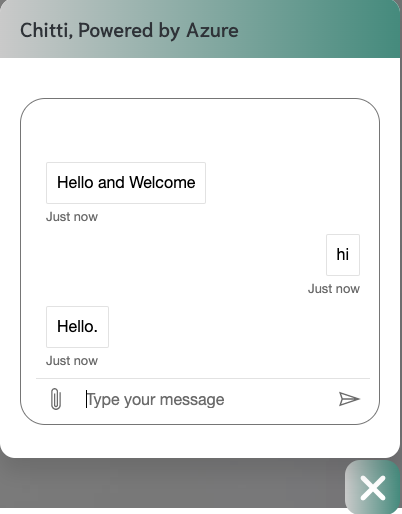 Chitti, Powered by Azure
Hello and Welcome
Just now
hi
Just now
Hello.
Just now
Type your message